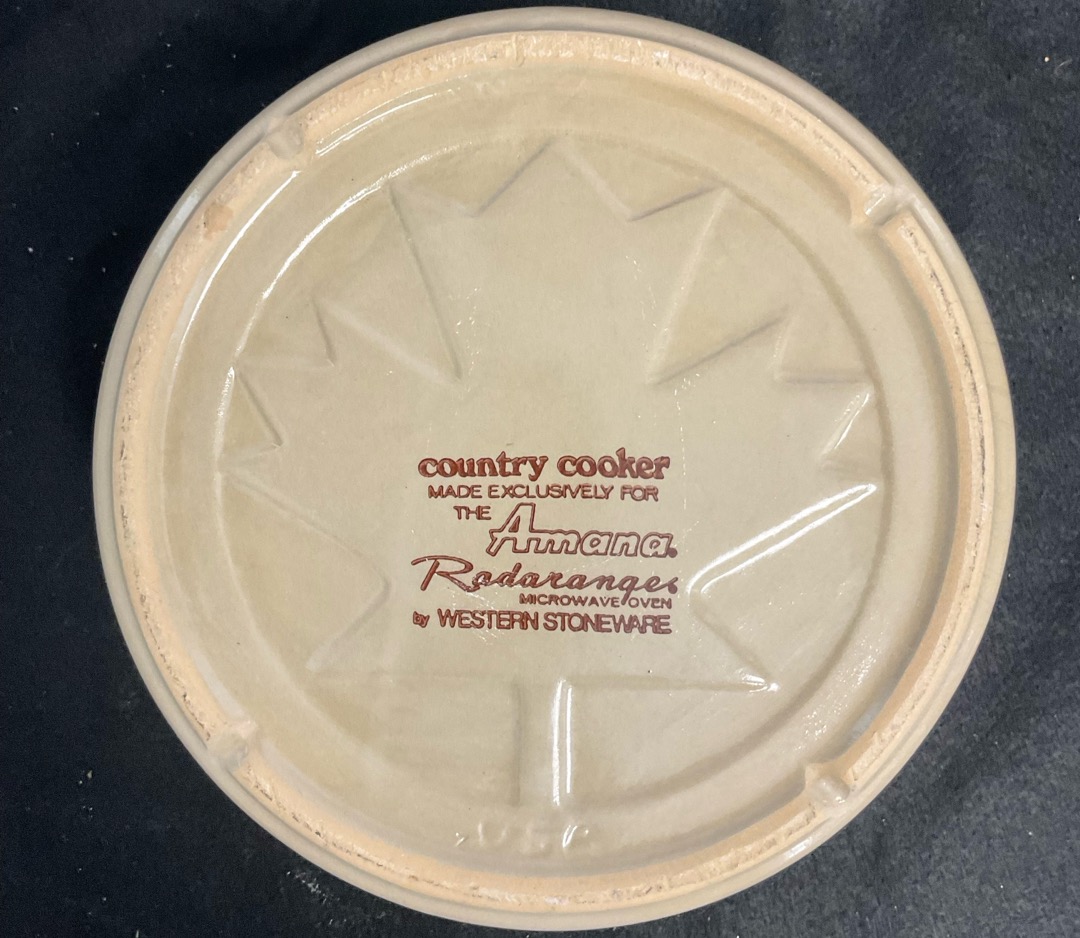 country cooker
MADE EXCLUSIVELY FOR
THE Amana®
Radarange®
MICROWAVE OVEN
by WESTERN STONEWARE